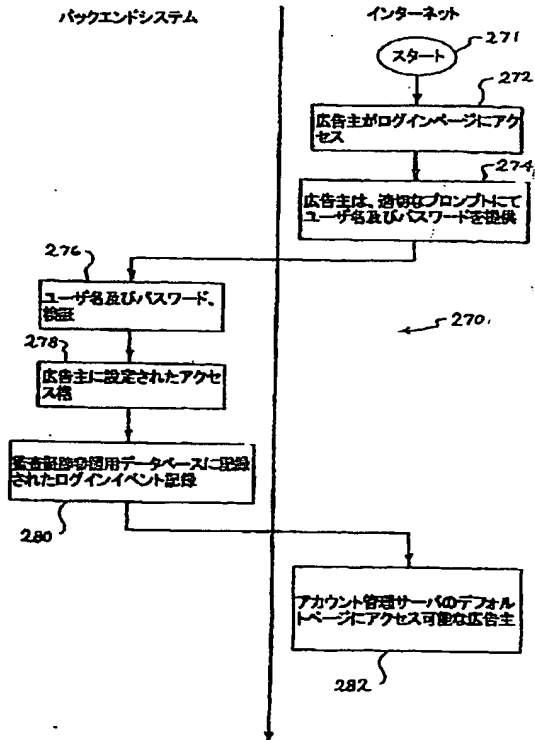 バックエンドシステム
インターネット
スタート
271
272
広告主がログインページにアク
セス
274
広告主は、適切なプロンプトにて
ユーザ名及びパスワードを提供
276
ユーザ名及びパスワード、
検証
270
278
広告主に設定されたアクセ
ス権
監査証跡の適用データベースに記録
されたログインイベント記録
280
アカウント管理サーバのデフォル
トページにアクセス可能な広告主
282